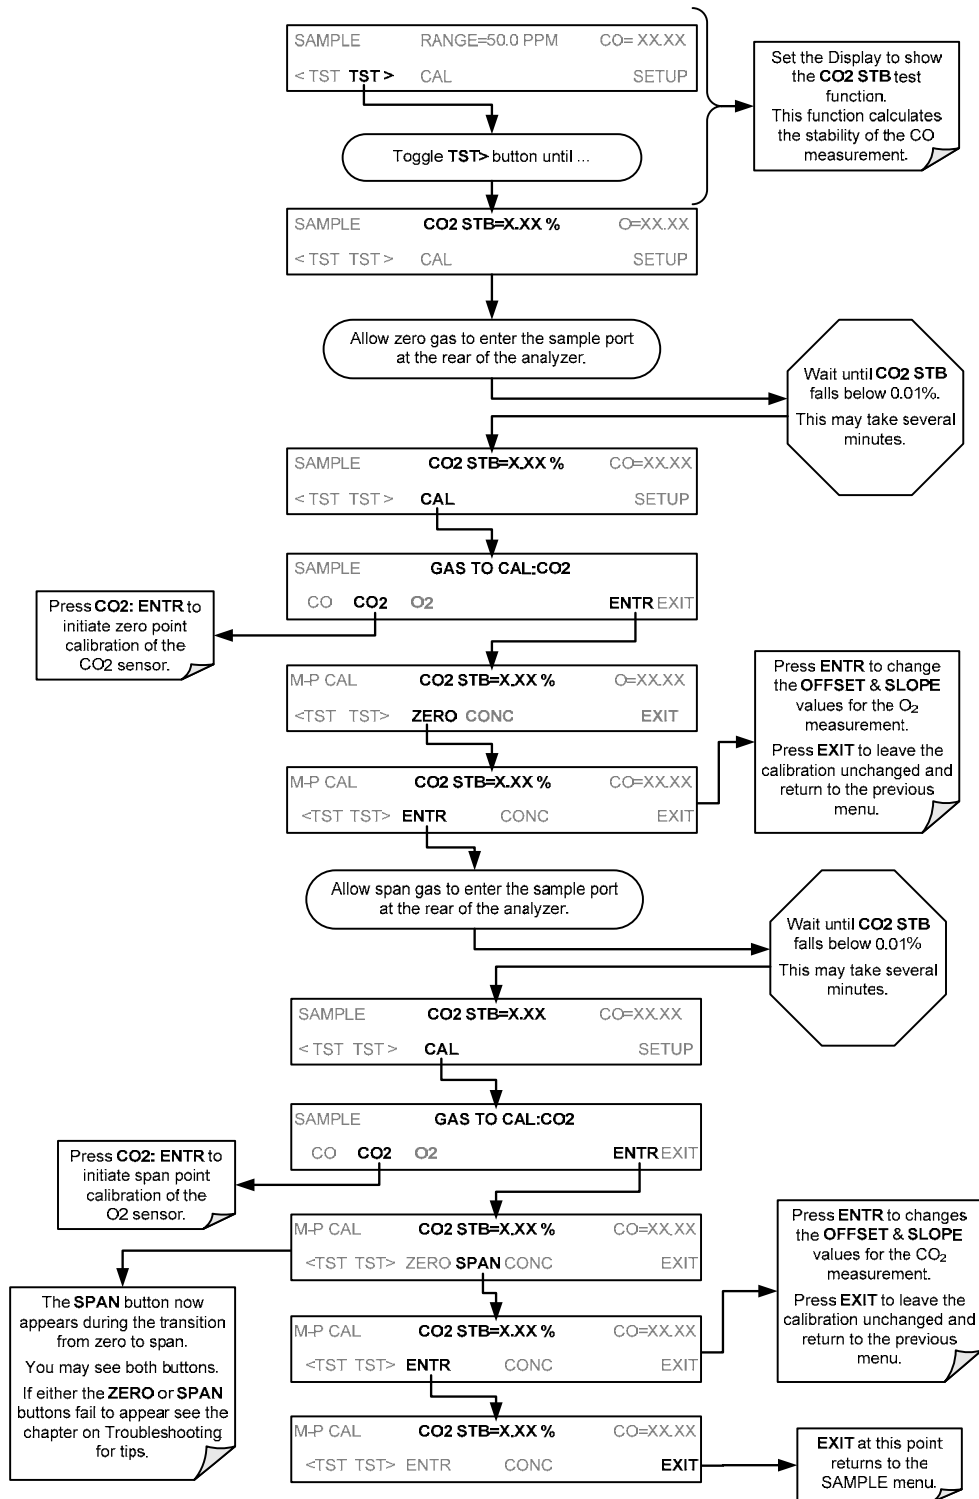 SAMPLE RANGE=50.0 PPM CO= XX.XX
< TST TST > CAL SETUP
Set the Display to show
the CO2 STB test
function.
This function calculates
the stability of the CO
measurement.
Toggle TST> button until ...
SAMPLE CO2 STB=X.XX % O=XX.XX
< TST TST > CAL SETUP
Allow zero gas to enter the sample port
at the rear of the analyzer.
Wait until CO2 STB
falls below 0.01%.
This may take several
minutes.
SAMPLE CO2 STB=X.XX % CO=XX.XX
< TST TST > CAL SETUP
SAMPLE GAS TO CAL:CO2
CO CO2 O2 ENTR EXIT
Press CO2: ENTR to
initiate zero point
calibration of the
CO2 sensor.
M-P CAL CO2 STB=X.XX % O=XX.XX
<TST TST> ZERO CONC EXIT
Press ENTR to change
the OFFSET & SLOPE
values for the O₂
measurement.
Press EXIT to leave the
calibration unchanged and
return to the previous
menu.
M-P CAL CO2 STB=X.XX % CO=XX.XX
<TST TST> ENTR CONC EXIT
Allow span gas to enter the sample port
at the rear of the analyzer.
Wait until CO2 STB
falls below 0.01%
This may take several
minutes.
SAMPLE CO2 STB=X.XX CO=XX.XX
< TST TST > CAL SETUP
SAMPLE GAS TO CAL:CO2
CO CO2 O2 ENTR EXIT
Press CO2: ENTR to
initiate span point
calibration of the
O2 sensor.
M-P CAL CO2 STB=X.XX % CO=XX.XX
<TST TST> ZERO SPAN CONC EXIT
Press ENTR to changes
the OFFSET & SLOPE
values for the CO₂
measurement.
Press EXIT to leave the
calibration unchanged and
return to the previous
menu.
The SPAN button now
appears during the transition
from zero to span.
You may see both buttons.
If either the ZERO or SPAN
buttons fail to appear see the
chapter on Troubleshooting
for tips.
M-P CAL CO2 STB=X.XX % CO=XX.XX
<TST TST> ENTR CONC EXIT
M-P CAL CO2 STB=X.XX % CO=XX.XX
<TST TST> ENTR CONC EXIT
EXIT at this point
returns to the
SAMPLE menu.